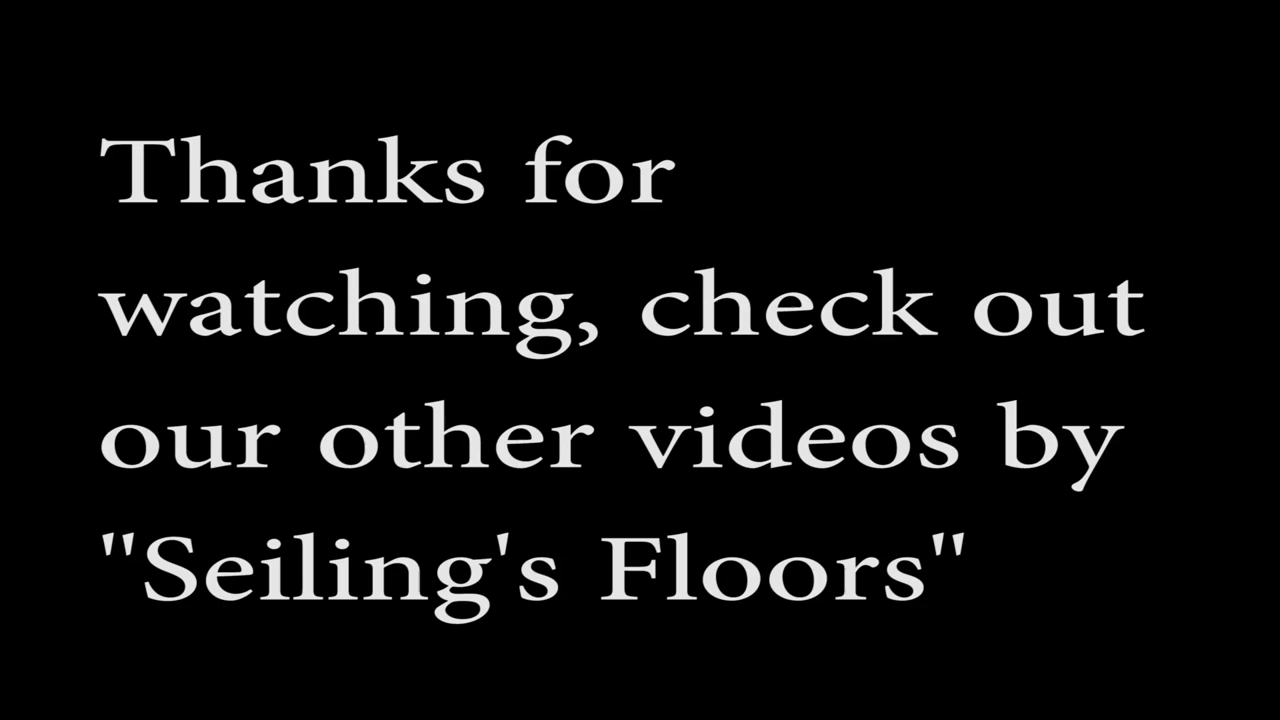 Thanks for
watching, check out
our other videos by
"Seiling's Floors"